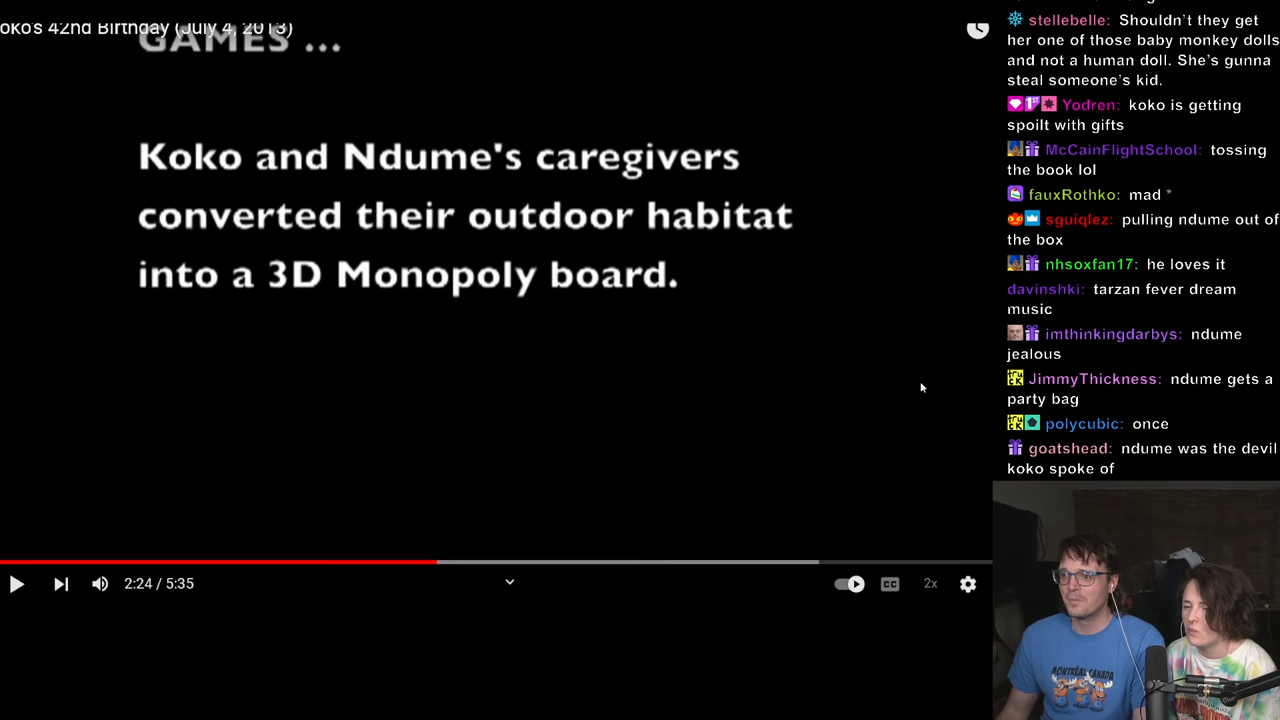 oko's 42nd Birthday (July 4, 2013)
GAMES ...
Koko and Ndume's caregivers
converted their outdoor habitat
into a 3D Monopoly board.
2:24 / 5:35
CC
2x
stellebelle: Shouldn't they get
her one of those baby monkey dolls
and not a human doll. She's gunna
steal someone's kid.
Yodren: koko is getting
spoilt with gifts
McCainFlightSchool: tossing
the book lol
fauxRothko: mad *
sguiqlez: pulling ndume out of
the box
nhsoxfan17: he loves it
davinshki: tarzan fever dream
music
imthinkingdarbys: ndume
jealous
JimmyThickness: ndume gets a
party bag
polycubic: once
goatshead: ndume was the devil
koko spoke of
MONTRÉAL CANADA